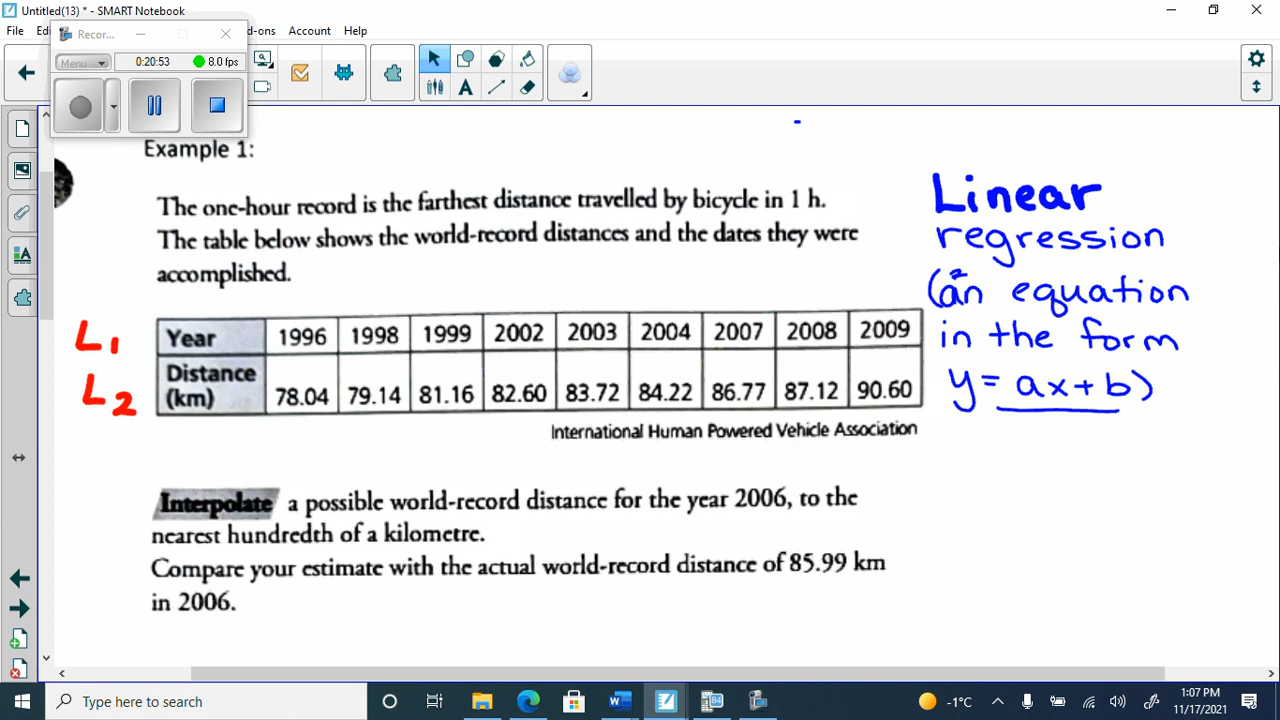 Untitled(13) * - SMART Notebook
File
Account
Help
Recor...
Menu
0:20:53
8.0 fps
Example 1:
The one-hour record is the farthest distance travelled by bicycle in 1 h.
The table below shows the world-record distances and the dates they were
accomplished.
L1
Year 1996 1998 1999 2002 2003 2004 2007 2008 2009
L2
Distance
(km) 78.04 79.14 81.16 82.60 83.72 84.22 86.77 87.12 90.60
International Human Powered Vehicle Association
Interpolate a possible world-record distance for the year 2006, to the
nearest hundredth of a kilometre.
Compare your estimate with the actual world-record distance of 85.99 km
in 2006.
Linear
regression
(an equation
in the form
y = ax + b)
Type here to search
-1°C
1:07 PM
11/17/2021